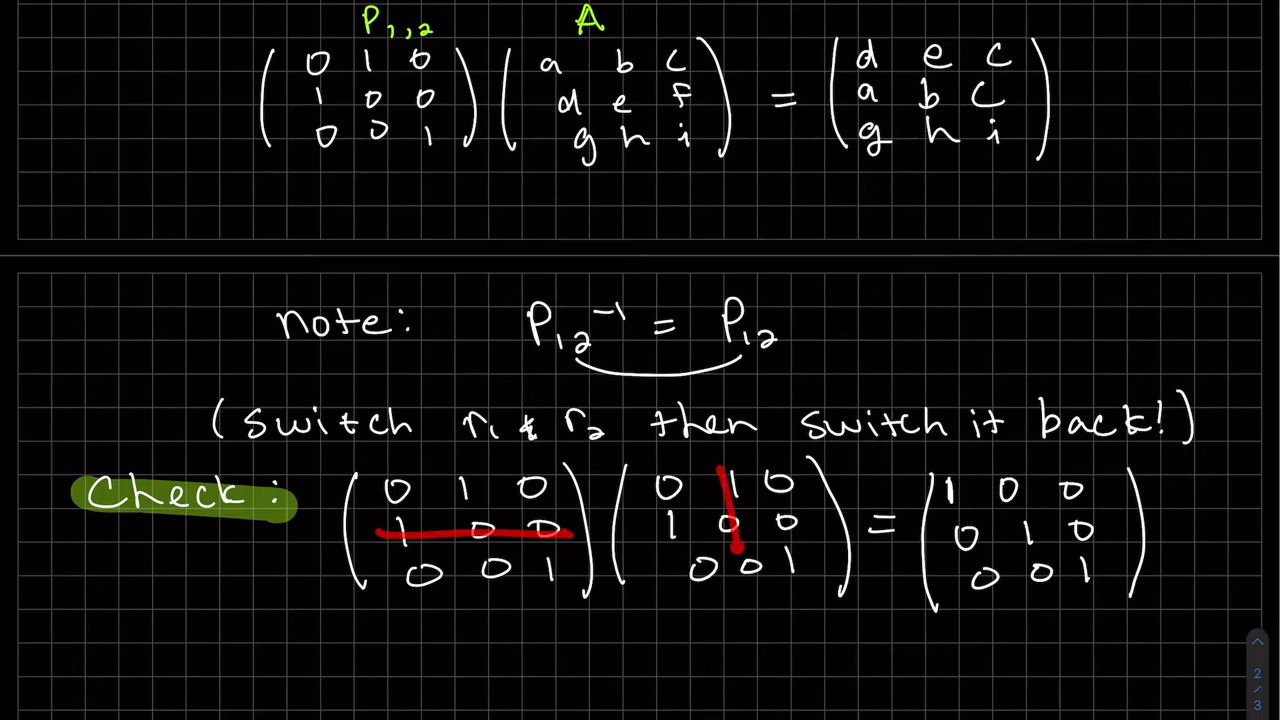 P₁,₂ A
(0 1 0) (a b c) = (d e c)
(1 0 0) (d e f) (a b c)
(0 0 1) (g h i) (g h i)
note: P₁₂⁻¹ = P₁₂
(switch r₁ & r₂ then switch it back!)
Check: (0 1 0) (0 1 0) = (1 0 0)
(1 0 0) (1 0 0) (0 1 0)
(0 0 1) (0 0 1) (0 0 1)
2
/
3